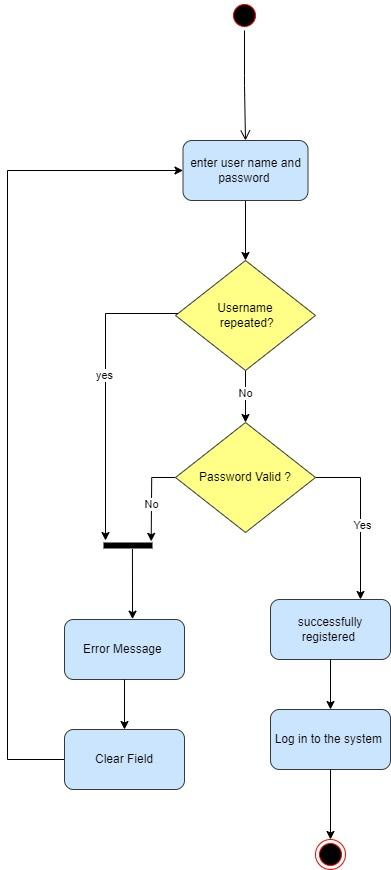 enter user name and
password
Username
repeated?
yes
No
Password Valid ?
No
Yes
successfully
registered
Error Message
Log in to the system
Clear Field